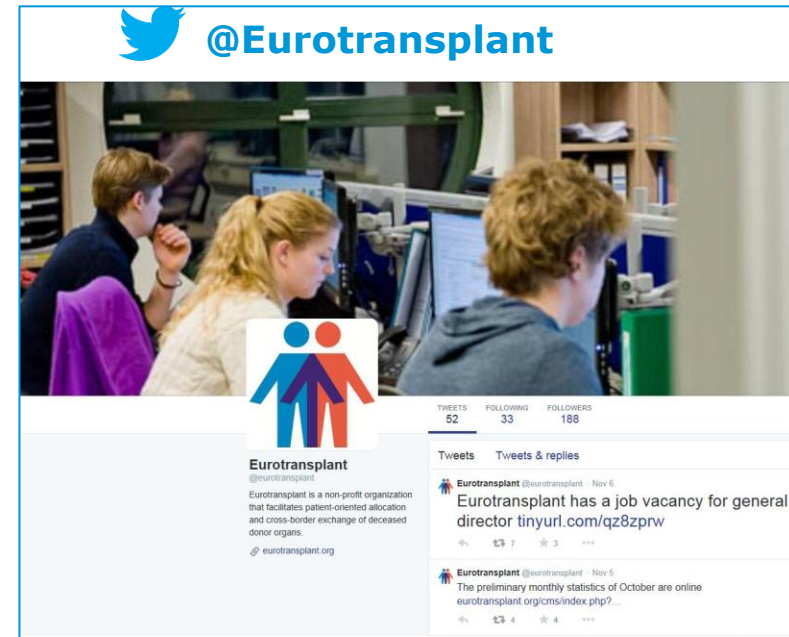 @Eurotransplant
TWEETS FOLLOWING FOLLOWERS
52 33 188
Tweets Tweets & replies
Eurotransplant
@eurotransplant
Eurotransplant is a non-profit organization
that facilitates patient-oriented allocation
and cross-border exchange of deceased
donor organs.
eurotransplant.org
Eurotransplant @eurotransplant · Nov 6
Eurotransplant has a job vacancy for general
director tinyurl.com/qz8zprw
7 3
Eurotransplant @eurotransplant · Nov 5
The preliminary monthly statistics of October are online
eurotransplant.org/cms/index.php?...
4 4